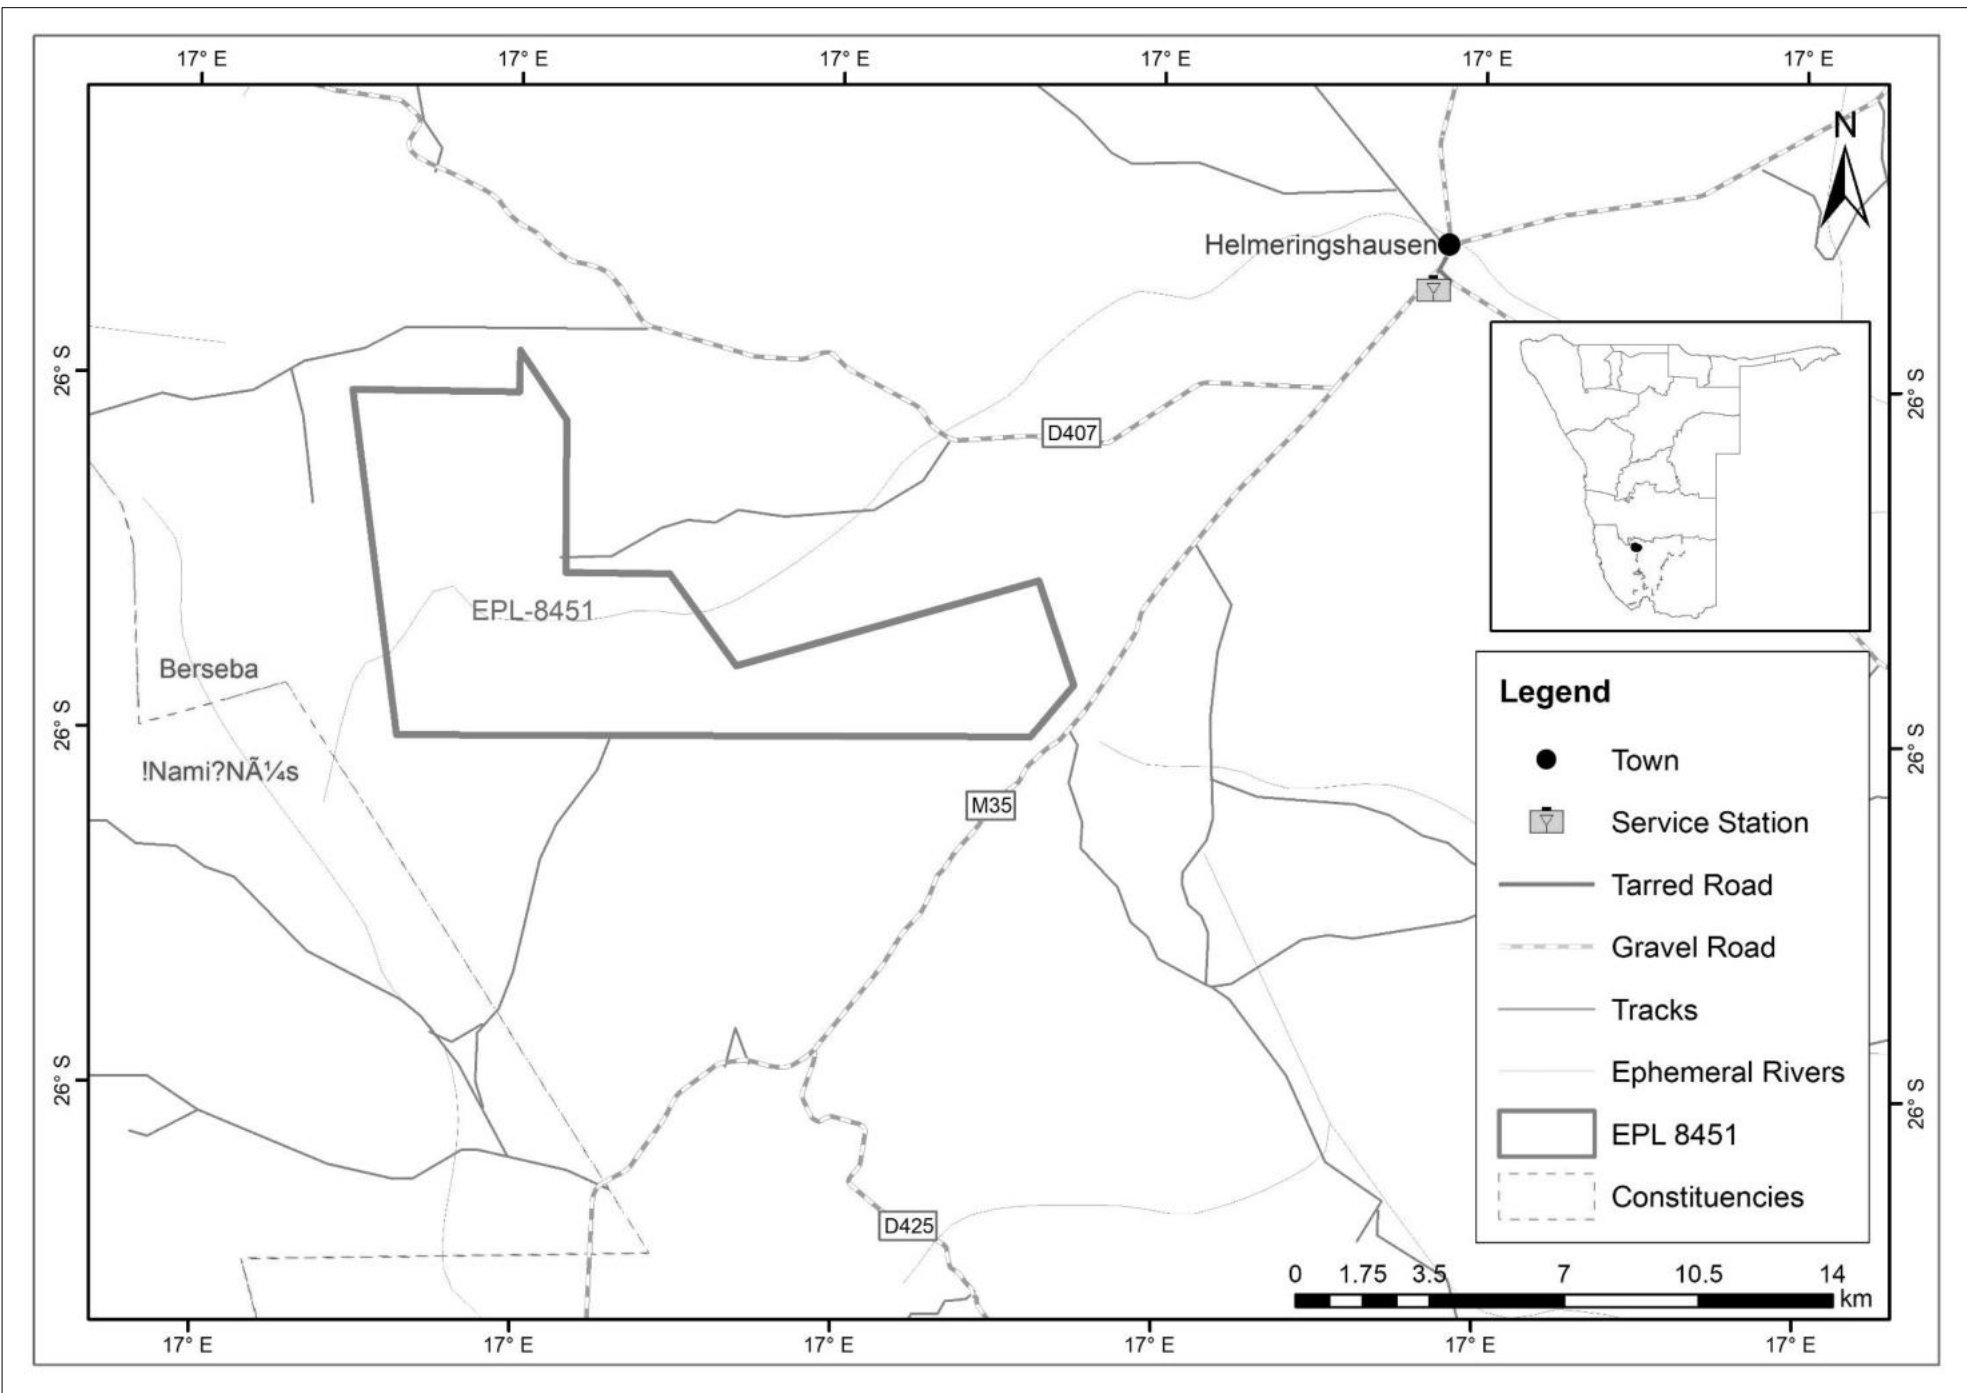 17° E 17° E 17° E 17° E 17° E 17° E
N
Helmeringshausen
26° S
26° S
D407
EPL-8451
Berseba
Legend
26° S
26° S
Town
!Nami?NÃ¼s
M35
Service Station
Tarred Road
Gravel Road
Tracks
26° S
26° S
Ephemeral Rivers
EPL 8451
Constituencies
D425
0 1.75 3.5 7 10.5 14
km
17° E 17° E 17° E 17° E 17° E 17° E